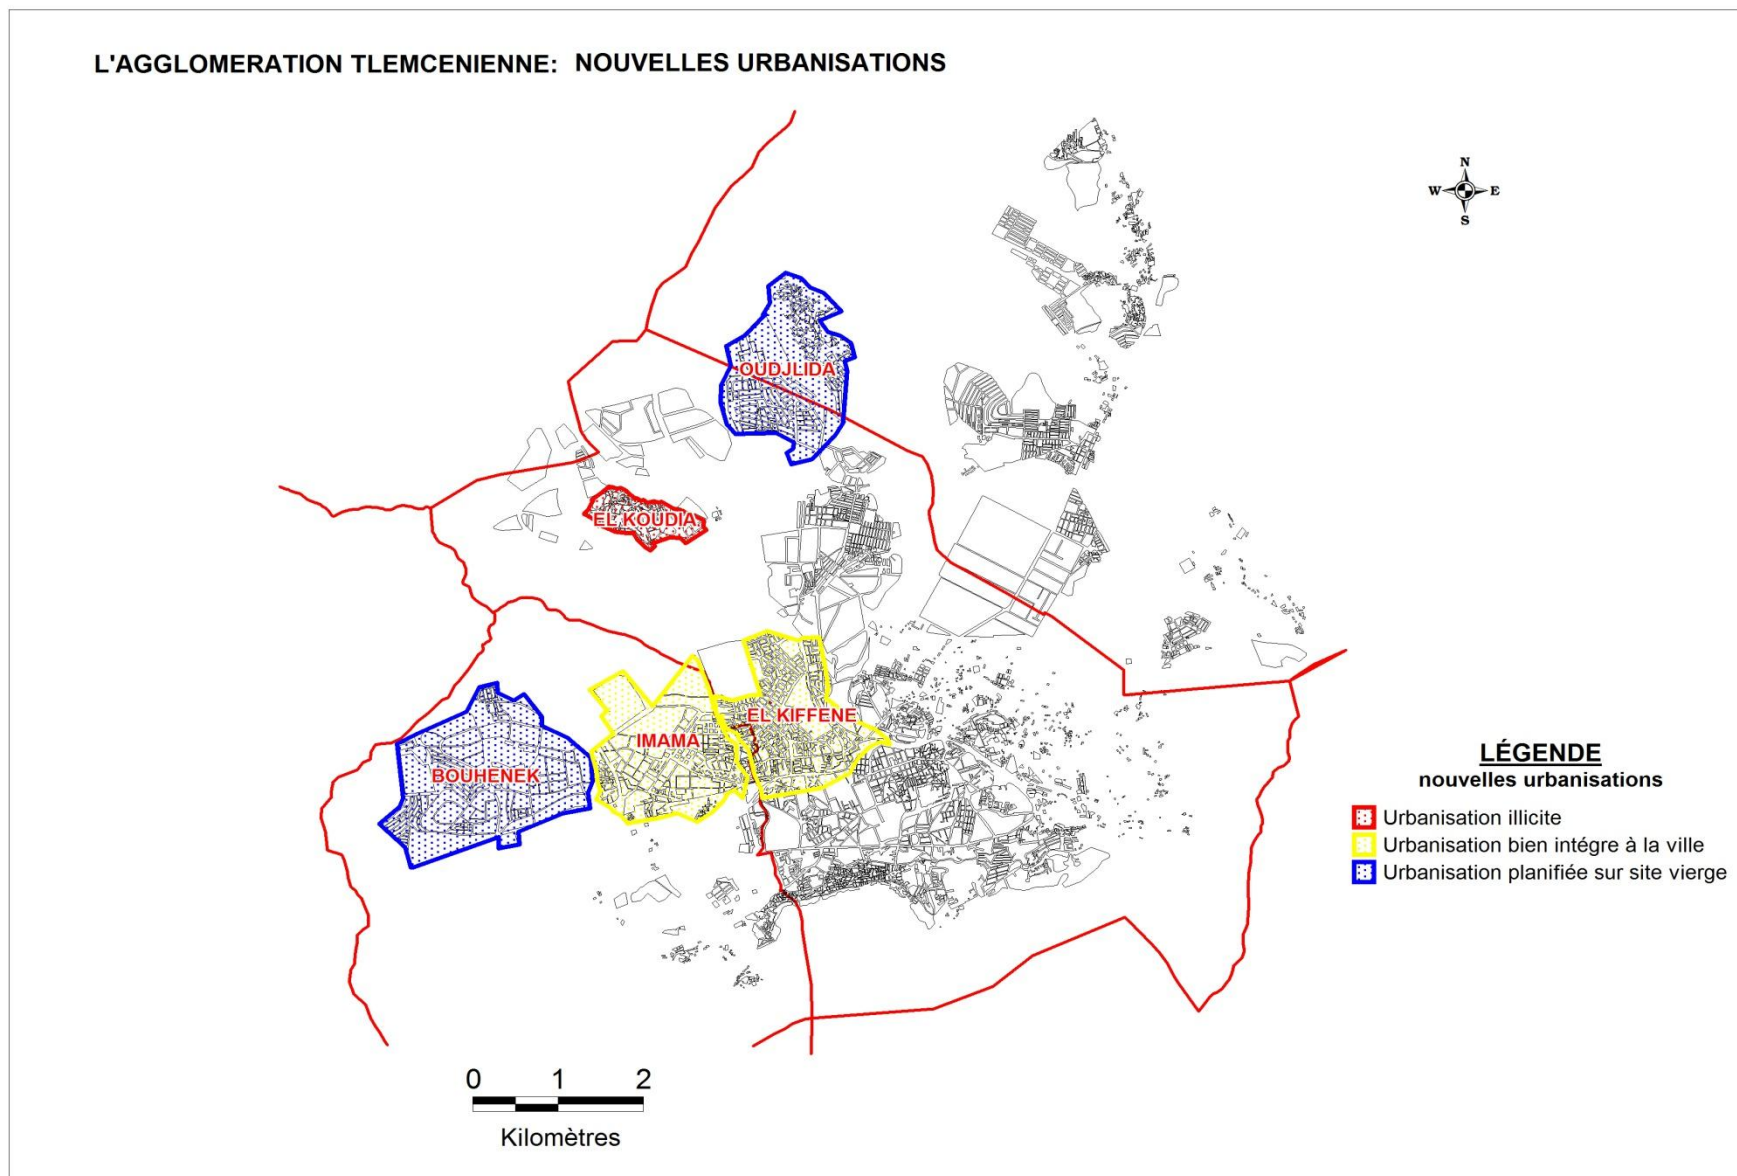 L'AGGLOMERATION TLEMCENIENNE: NOUVELLES URBANISATIONS
N
W E
S
OUDJLIDA
EL KOUDIA
EL KIFFENE
IMAMA
BOUHENEK
LÉGENDE
nouvelles urbanisations
Urbanisation illicite
Urbanisation bien intégre à la ville
Urbanisation planifiée sur site vierge
0 1 2
Kilomètres